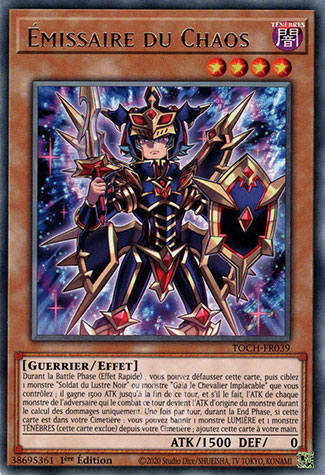 Émissaire du Chaos
TÉNÈBRES
闇
TOCH-FR039
[Guerrier/Effet]
Durant la Battle Phase (Effet Rapide) : vous pouvez défausser cette carte, puis ciblez
1 monstre "Soldat du Lustre Noir" ou monstre "Gaia le Chevalier Implacable" que vous
contrôlez ; il gagne 1500 ATK jusqu'à la fin de ce tour, et s'il le fait, l'ATK de chaque
monstre de l'adversaire qui le combat ce tour devient l'ATK d'origine du monstre durant
le calcul des dommages uniquement. Une fois par tour, durant la End Phase, si cette
carte est dans votre Cimetière : vous pouvez bannir 1 monstre LUMIÈRE et 1 monstre
TÉNÈBRES (cette carte exclue) depuis votre Cimetière ; ajoutez cette carte à votre main.
ATK/1500 DEF/ 0
38695361 1ère Édition ©2020 Studio Dice/SHUEISHA, TV TOKYO, KONAMI